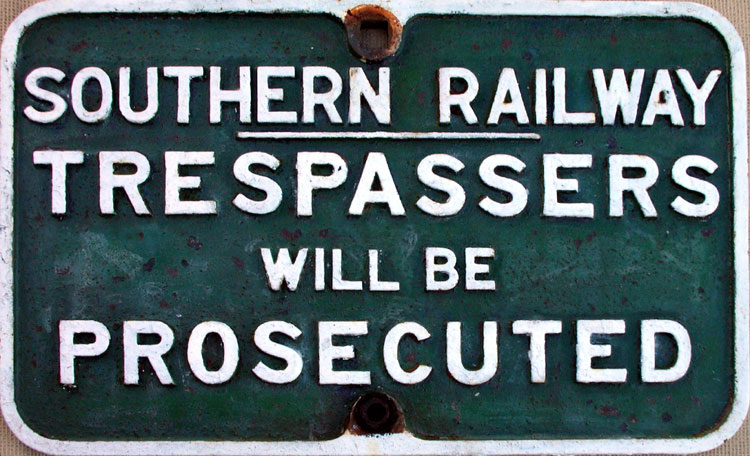 SOUTHERN RAILWAY
TRESPASSERS
WILL BE
PROSECUTED